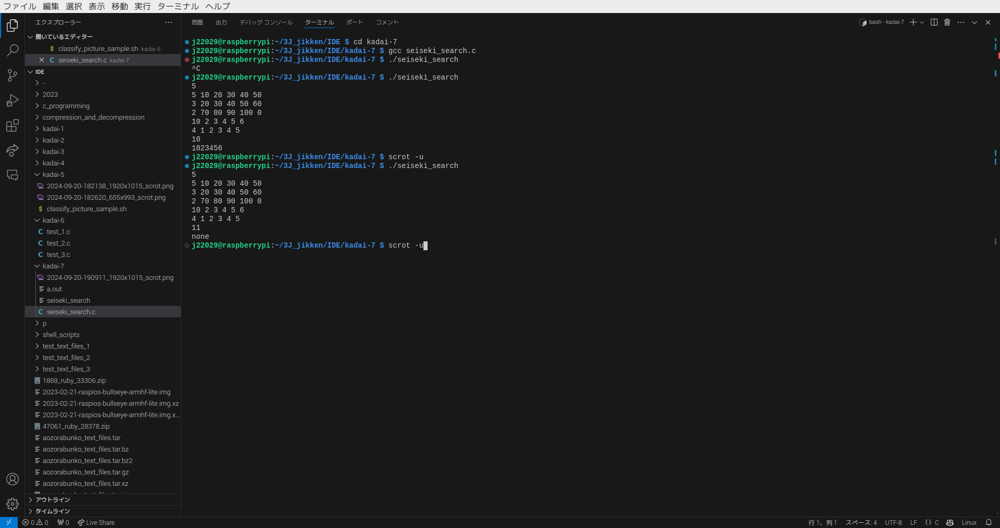 ファイル 編集 選択 表示 移動 実行 ターミナル ヘルプ
エクスプローラー
開いているエディター
$ classify_picture_sample.sh kadai-5
C seiseki_search.c kadai-7
IDE
-
2023
c_programming
compression_and_decompression
kadai-1
kadai-2
kadai-3
kadai-4
kadai-5
2024-09-20-182138_1920x1015_scrot.png
2024-09-20-182620_655x993_scrot.png
$ classify_picture_sample.sh
kadai-6
C test_1.c
C test_2.c
C test_3.c
kadai-7
2024-09-20-190911_1920x1015_scrot.png
a.out
seiseki_search
C seiseki_search.c
p
shell_scripts
test_text_files_1
test_text_files_2
test_text_files_3
1869_ruby_33306.zip
2023-02-21-raspios-bullseye-armhf-lite.img
2023-02-21-raspios-bullseye-armhf-lite.img.xz
2023-02-21-raspios-bullseye-armhf-lite.img.x...
47061_ruby_28378.zip
aozorabunko_text_files.tar
aozorabunko_text_files.tar.bz
aozorabunko_text_files.tar.bz2
aozorabunko_text_files.tar.gz
aozorabunko_text_files.tar.xz
アウトライン
タイムライン
問題 出力 デバッグ コンソール ターミナル ポート コメント
bash - kadai-7
j22029@raspberrypi:~/3J_jikken/IDE $ cd kadai-7
j22029@raspberrypi:~/3J_jikken/IDE/kadai-7 $ gcc seiseki_search.c
j22029@raspberrypi:~/3J_jikken/IDE/kadai-7 $ ./seiseki_search
^C
j22029@raspberrypi:~/3J_jikken/IDE/kadai-7 $ ./seiseki_search
5
5 10 20 30 40 50
3 20 30 40 50 60
2 70 80 90 100 0
10 2 3 4 5 6
4 1 2 3 4 5
10
1023456
j22029@raspberrypi:~/3J_jikken/IDE/kadai-7 $ scrot -u
j22029@raspberrypi:~/3J_jikken/IDE/kadai-7 $ ./seiseki_search
5
5 10 20 30 40 50
3 20 30 40 50 60
2 70 80 90 100 0
10 2 3 4 5 6
4 1 2 3 4 5
11
none
j22029@raspberrypi:~/3J_jikken/IDE/kadai-7 $ scrot -u
0 0 0 Live Share
行 1、列 1 スペース: 4 UTF-8 LF {} C Linux